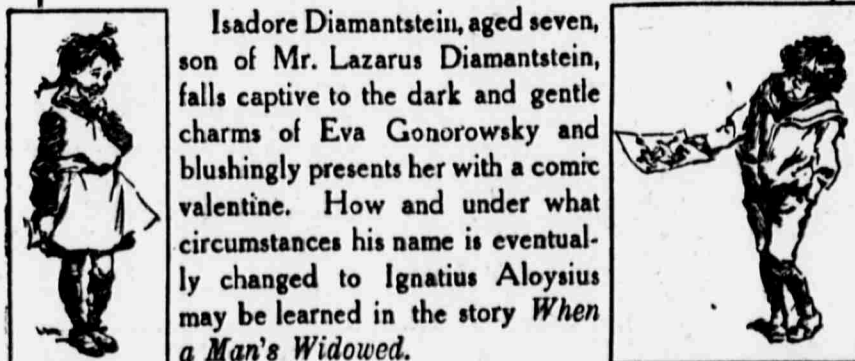 Isadore Diamantstein, aged seven,
son of Mr. Lazarus Diamantstein,
falls captive to the dark and gentle
charms of Eva Gonorowsky and
blushingly presents her with a comic
valentine. How and under what
circumstances his name is eventual-
ly changed to Ignatius Aloysius
may be learned in the story When
a Man's Widowed.